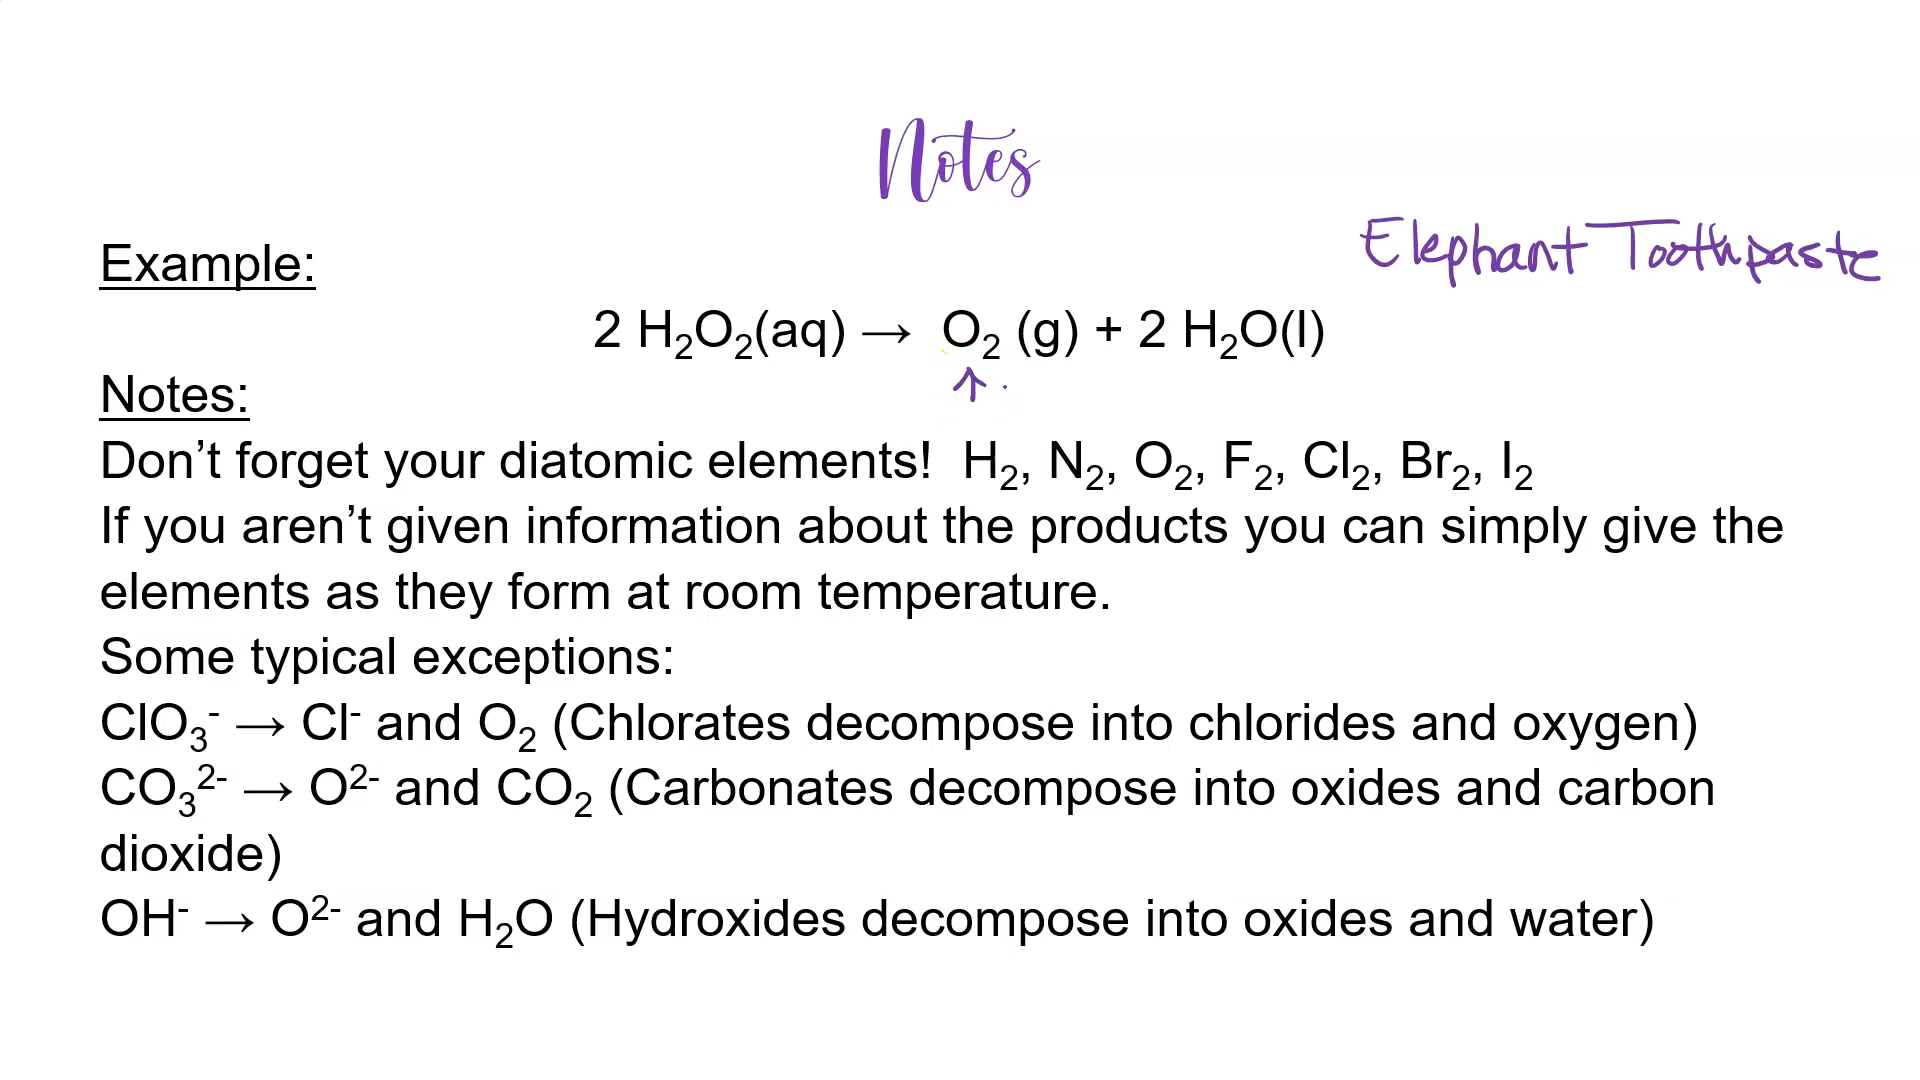 Notes
Elephant Toothpaste
Example:
2 H₂O₂(aq) → O₂ (g) + 2 H₂O(l)
↑
Notes:
Don’t forget your diatomic elements! H₂, N₂, O₂, F₂, Cl₂, Br₂, I₂
If you aren’t given information about the products you can simply give the
elements as they form at room temperature.
Some typical exceptions:
ClO₃⁻ → Cl⁻ and O₂ (Chlorates decompose into chlorides and oxygen)
CO₃²⁻ → O²⁻ and CO₂ (Carbonates decompose into oxides and carbon
dioxide)
OH⁻ → O²⁻ and H₂O (Hydroxides decompose into oxides and water)